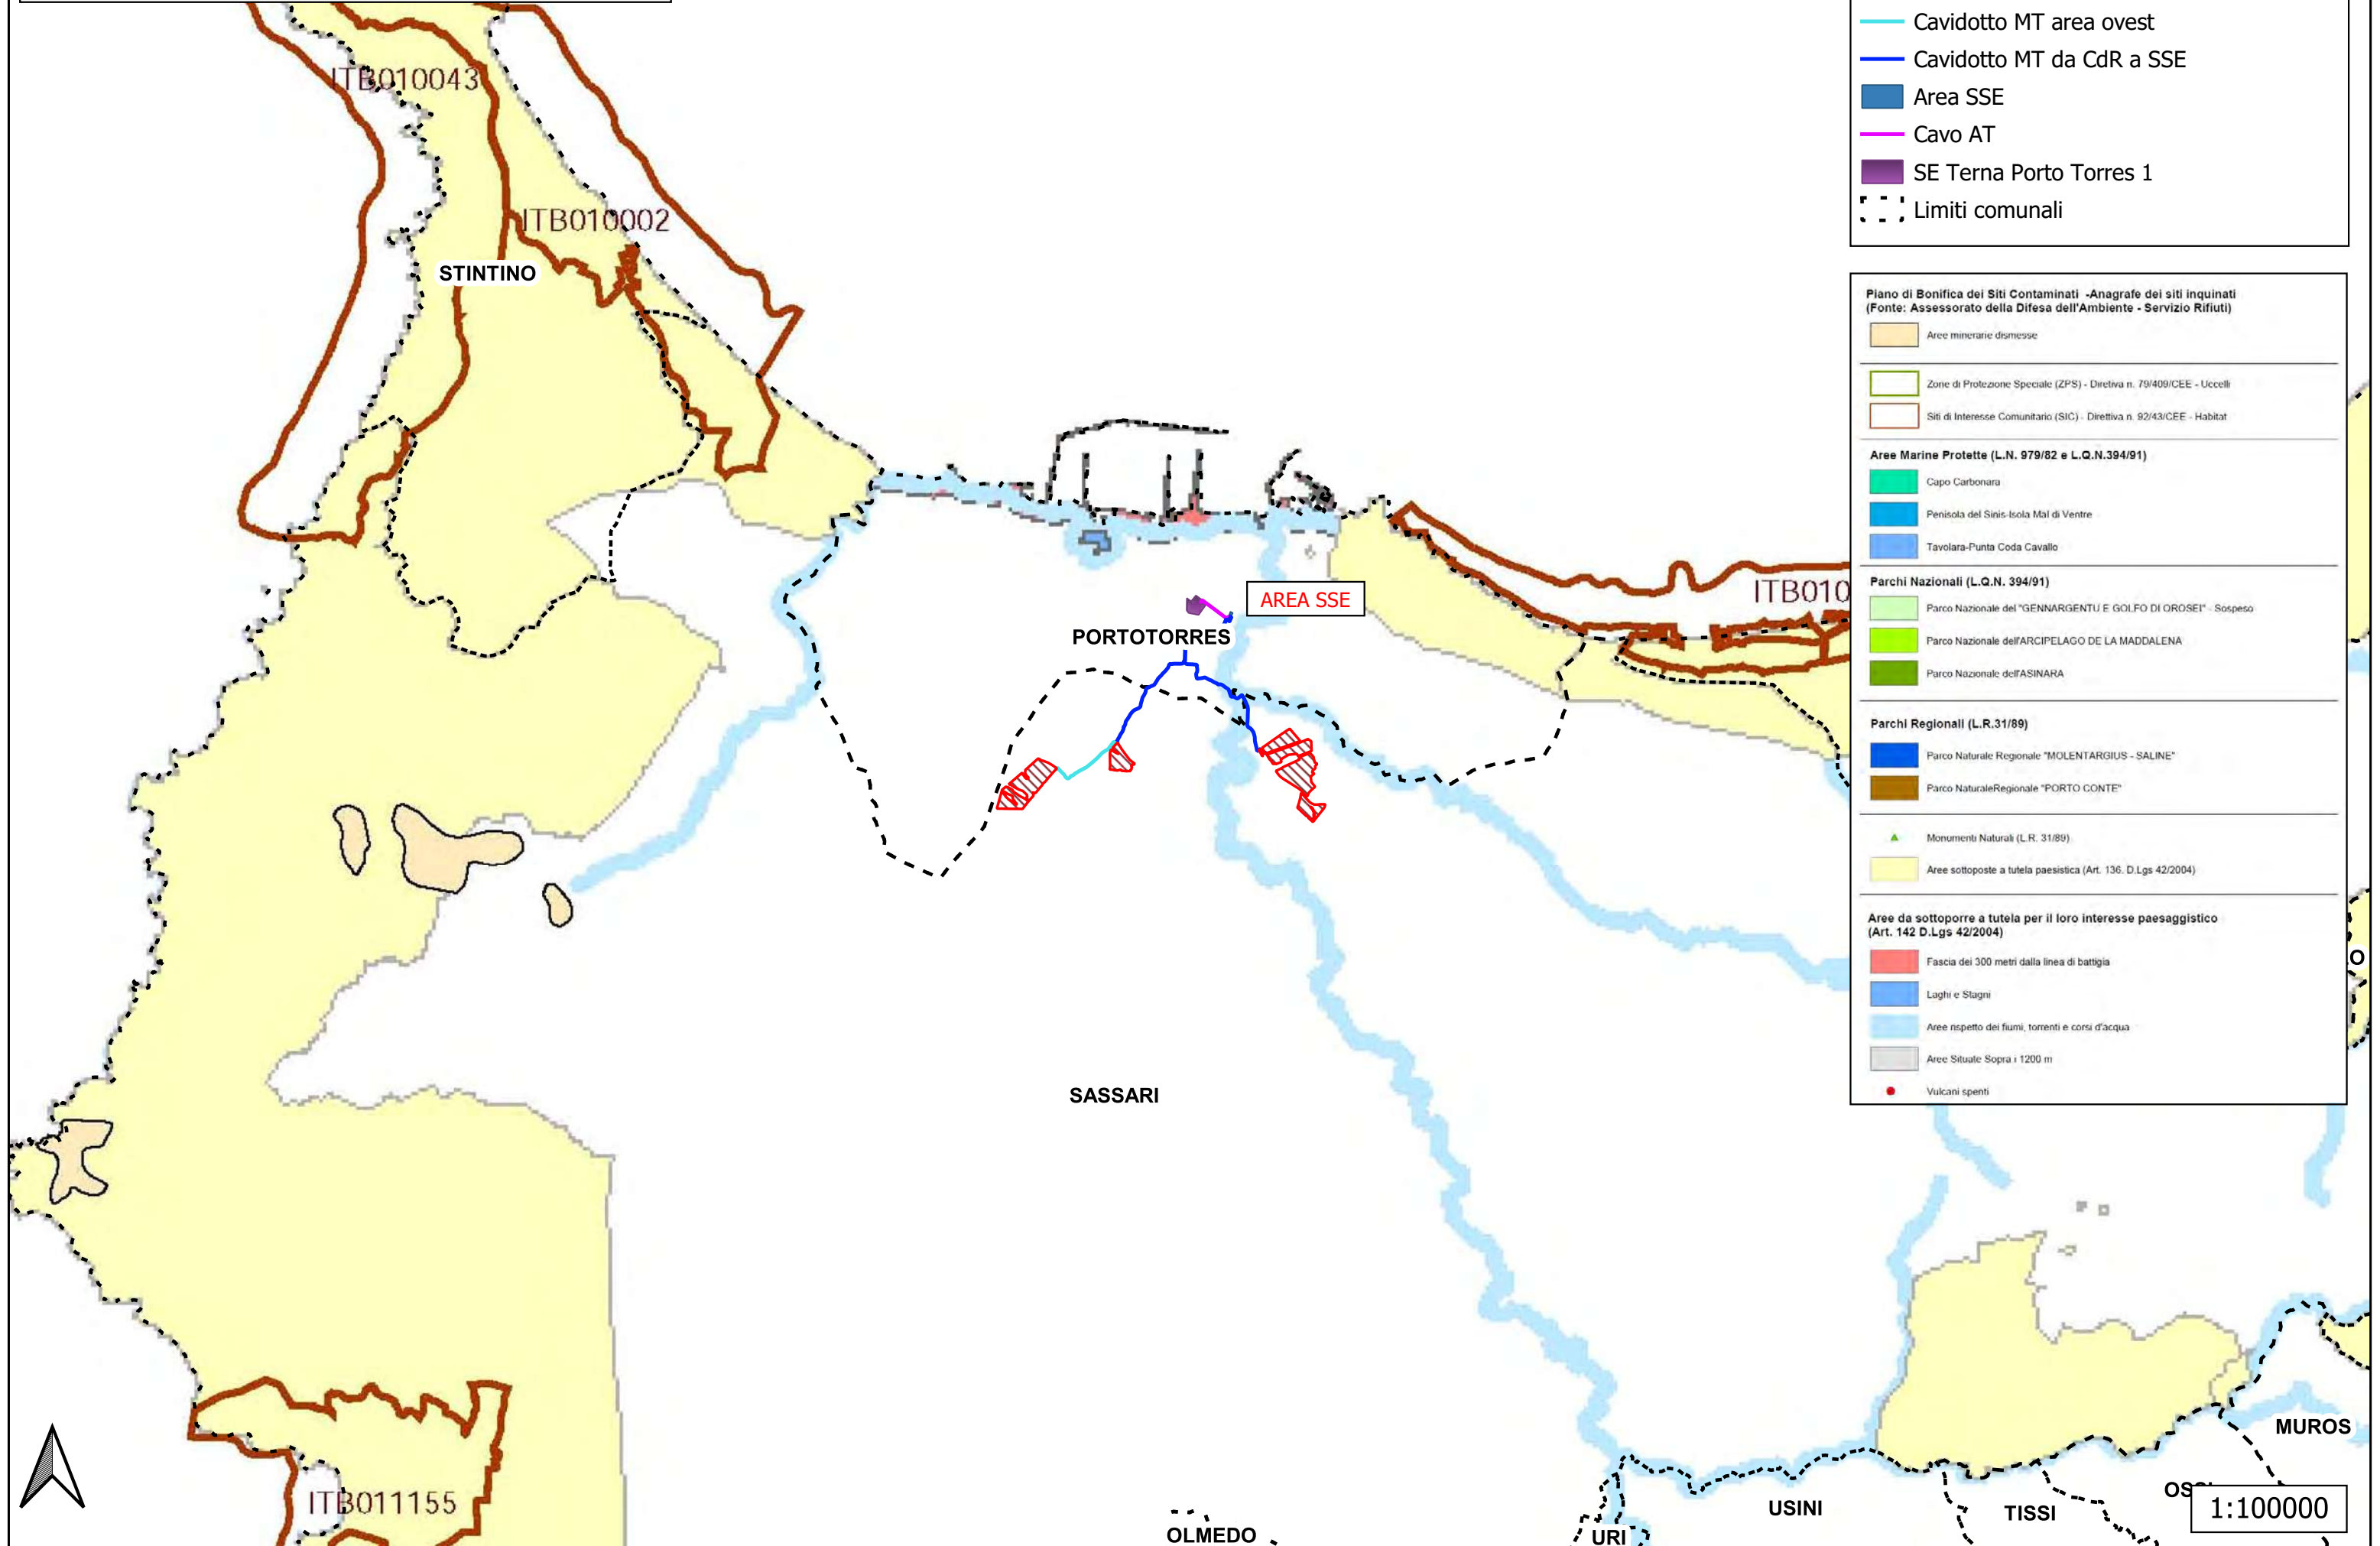 Cavidotto MT area ovest
Cavidotto MT da CdR a SSE
Area SSE
Cavo AT
SE Terna Porto Torres 1
Limiti comunali
Piano di Bonifica dei Siti Contaminati -Anagrafe dei siti inquinati
(Fonte: Assessorato della Difesa dell'Ambiente - Servizio Rifiuti)
Aree minerarie dismesse
Zone di Protezione Speciale (ZPS) - Diretiva n. 79/409/CEE - Uccelli
Siti di Interesse Comunitario (SIC) - Direttiva n. 92/43/CEE - Habitat
Aree Marine Protette (L.N. 979/82 e L.Q.N.394/91)
Capo Carbonara
Penisola del Sinis-Isola Mal di Ventre
Tavolara-Punta Coda Cavallo
Parchi Nazionali (L.Q.N. 394/91)
Parco Nazionale del "GENNARGENTU E GOLFO DI OROSEI" - Sospeso
Parco Nazionale dell'ARCIPELAGO DE LA MADDALENA
Parco Nazionale dell'ASINARA
Parchi Regionali (L.R.31/89)
Parco Naturale Regionale "MOLENTARGIUS - SALINE"
Parco NaturaleRegionale "PORTO CONTE"
Monumenti Naturali (L.R. 31/89)
Aree sottoposte a tutela paesistica (Art. 136. D.Lgs 42/2004)
Aree da sottoporre a tutela per il loro interesse paesaggistico
(Art. 142 D.Lgs 42/2004)
Fascia dei 300 metri dalla linea di battigia
Laghi e Stagni
Aree rispetto dei fiumi, torrenti e corsi d'acqua
Aree Situate Sopra i 1200 m
Vulcani spenti
ITB010043
ITB010002
STINTINO
ITB010
AREA SSE
PORTOTORRES
O
SASSARI
MUROS
ITB011155
OLMEDO
URI
USINI
TISSI
1:100000